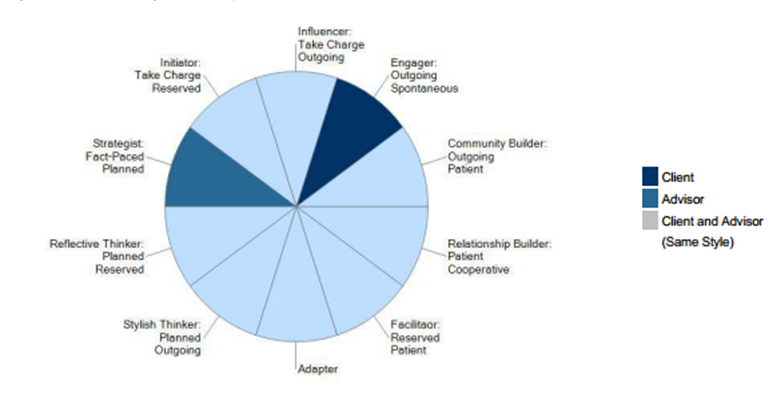 Influencer:
Take Charge
Outgoing
Initiator:
Take Charge
Reserved
Engager:
Outgoing
Spontaneous
Strategist:
Fact-Paced
Planned
Community Builder:
Outgoing
Patient
Client
Advisor
Client and Advisor
(Same Style)
Reflective Thinker:
Planned
Reserved
Relationship Builder:
Patient
Cooperative
Stylish Thinker:
Planned
Outgoing
Facilitaor:
Reserved
Patient
Adapter